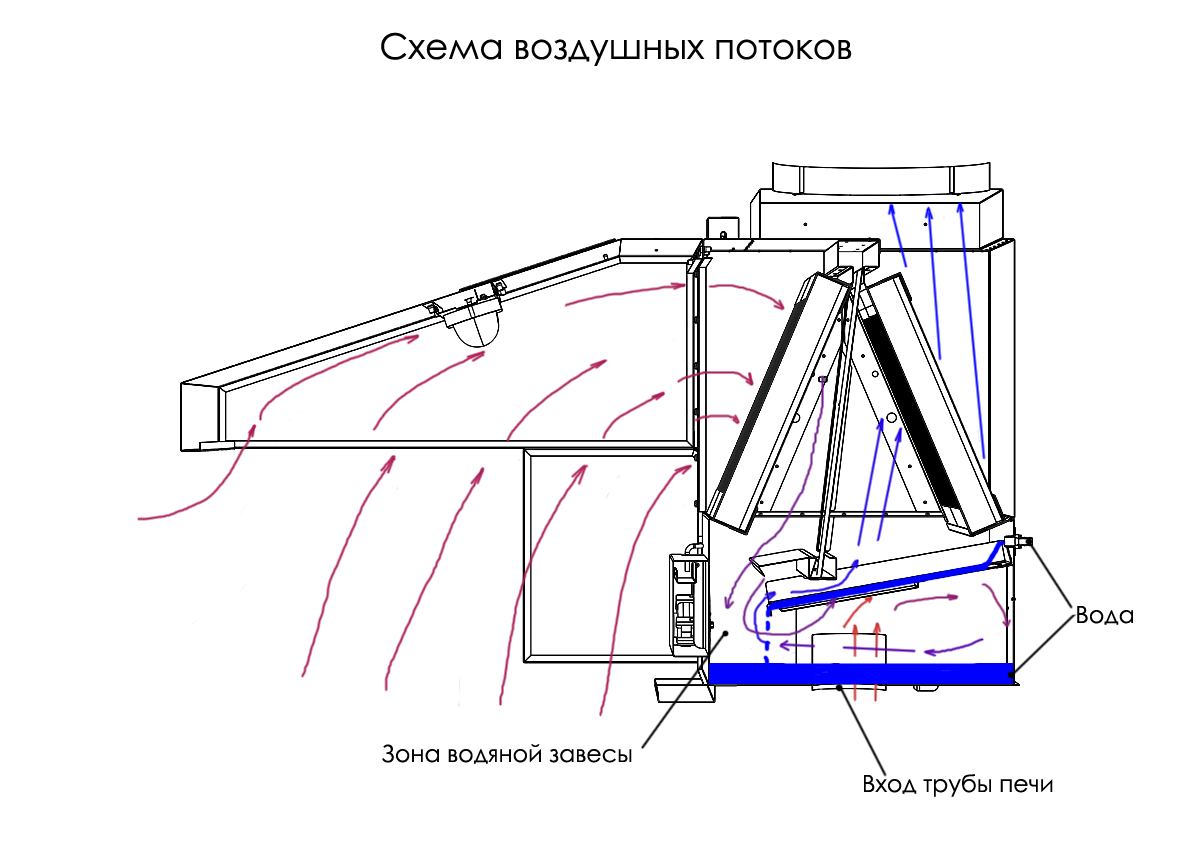 Схема воздушных потоков
Вода
Зона водяной завесы
Вход трубы печи